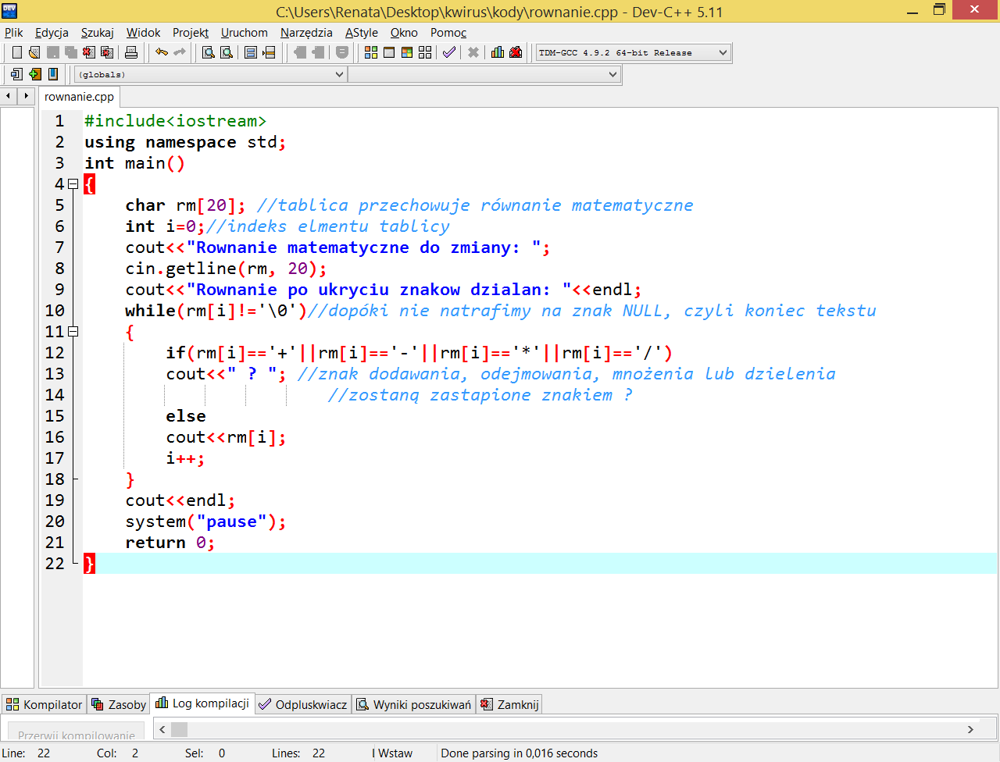 C:\Users\Renata\Desktop\kwirus\kody\rownanie.cpp - Dev-C++ 5.11
Plik Edycja Szukaj Widok Projekt Uruchom Narzędzia AStyle Okno Pomoc
TDM-GCC 4.9.2 64-bit Release
(globals)
rownanie.cpp
1 #include<iostream>
2 using namespace std;
3 int main()
4 {
5 char rm[20]; //tablica przechowuje równanie matematyczne
6 int i=0;//indeks elmentu tablicy
7 cout<<"Rownanie matematyczne do zmiany: ";
8 cin.getline(rm, 20);
9 cout<<"Rownanie po ukryciu znakow dzialan: "<<endl;
10 while(rm[i]!='\0')//dopóki nie natrafimy na znak NULL, czyli koniec tekstu
11 {
12 if(rm[i]=='+'||rm[i]=='-'||rm[i]=='*'||rm[i]=='/')
13 cout<<" ? "; //znak dodawania, odejmowania, mnożenia lub dzielenia
14 //zostaną zastapione znakiem ?
15 else
16 cout<<rm[i];
17 i++;
18 }
19 cout<<endl;
20 system("pause");
21 return 0;
22 }
Kompilator Zasoby Log kompilacji Odpluskwiacz Wyniki poszukiwań Zamknij
Przerwij kompilowanie
Line: 22 Col: 2 Sel: 0 Lines: 22 I Wstaw Done parsing in 0,016 seconds